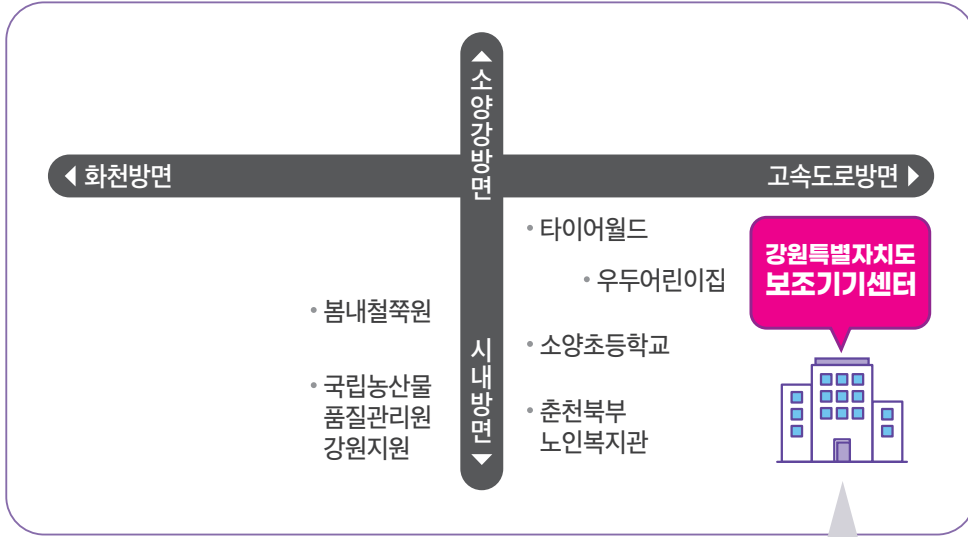 ▲소양강방면
◀ 화천방면
고속도로방면 ▶
• 타이어월드
강원특별자치도
보조기기센터
• 우두어린이집
• 봄내철쭉원
• 소양초등학교
시내방면 ▼
• 국립농산물
품질관리원
강원지원
• 춘천북부
노인복지관